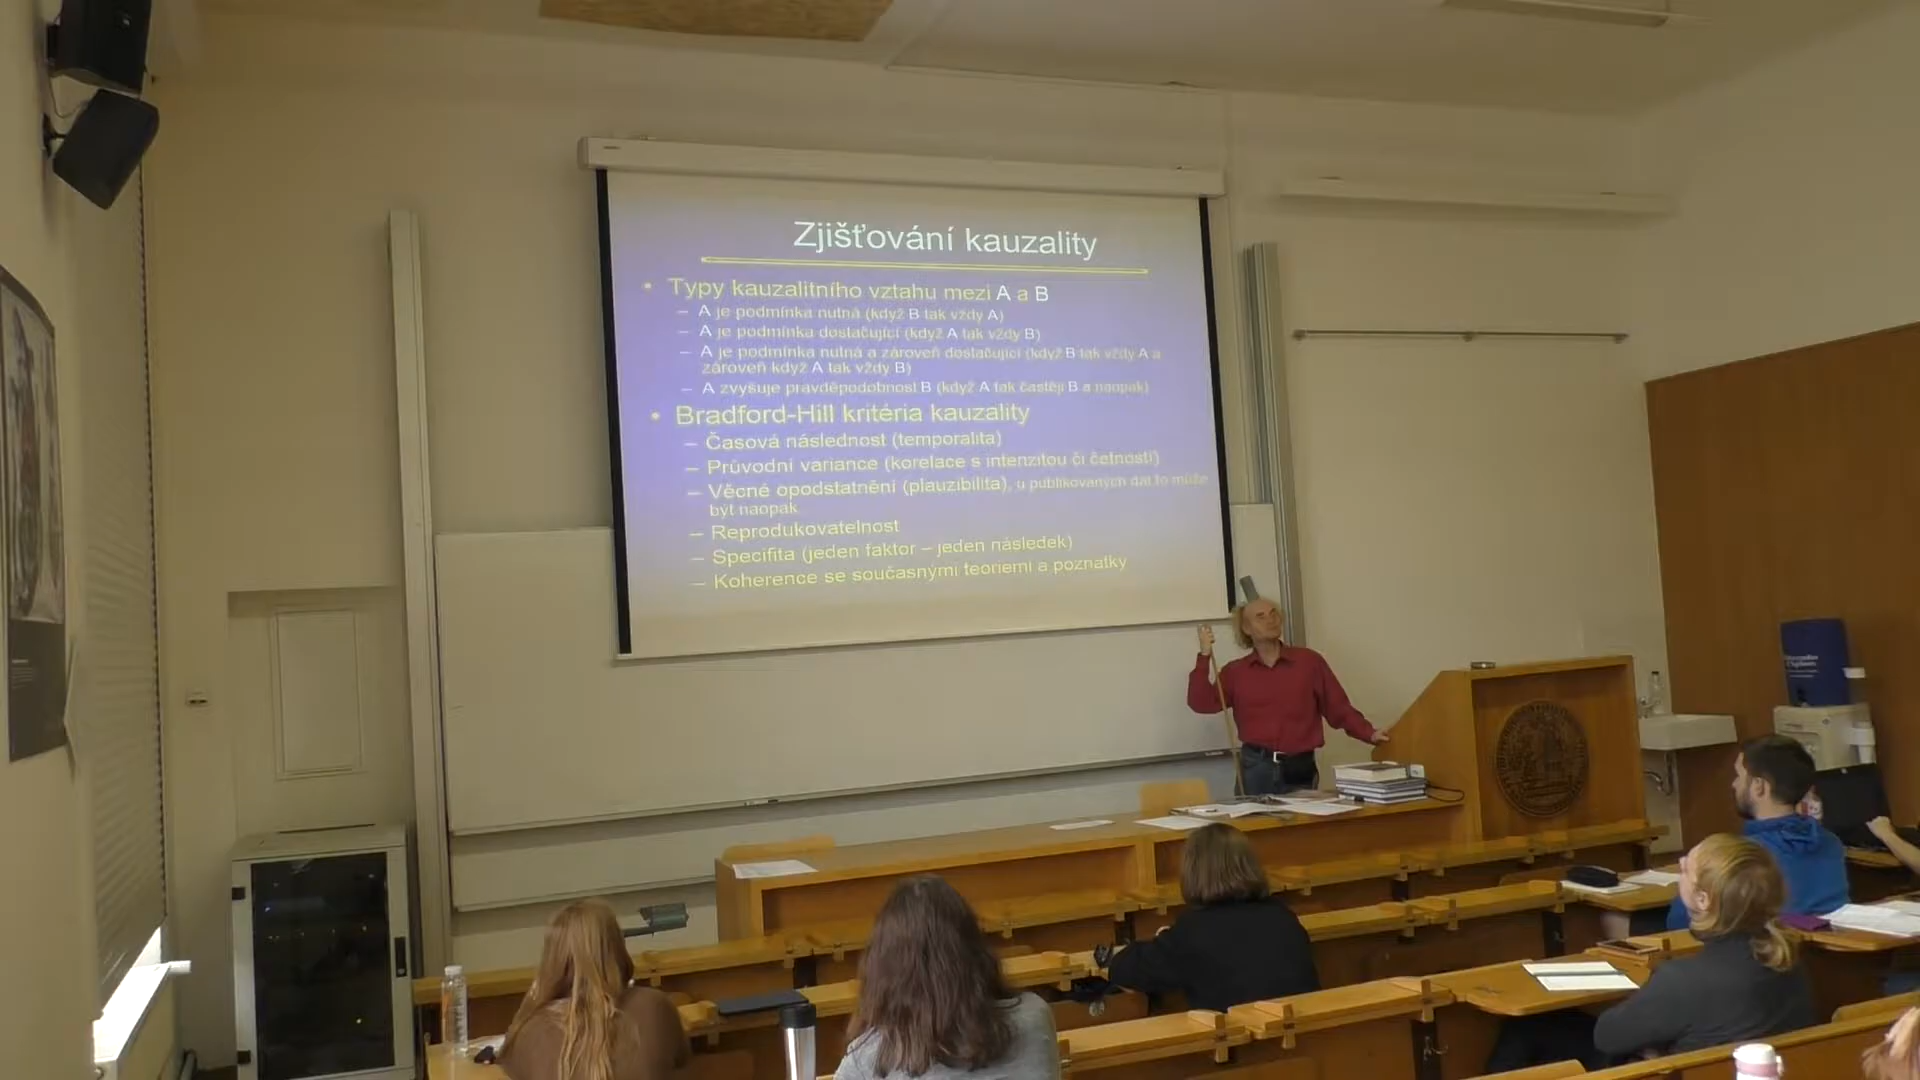 Zjišťování kauzality
• Typy kauzalitního vztahu mezi A a B
– A je podmínka nutná (když B tak vždy A)
– A je podmínka dostačující (když A tak vždy B)
– A je podmínka nutná a zároveň dostačující (když B tak vždy A a
zároveň když A tak vždy B)
– A zvyšuje pravděpodobnost B (když A tak častěji B a naopak)
• Bradford-Hill kritéria kauzality
– Časová následnost (temporalita)
– Průvodní variance (korelace s intenzitou či četností)
– Věcné opodstatnění (plauzibilita), u publikovaných dat to může
být naopak
– Reprodukovatelnost
– Specifita (jeden faktor – jeden následek)
– Koherence se současnými teoriemi a poznatky